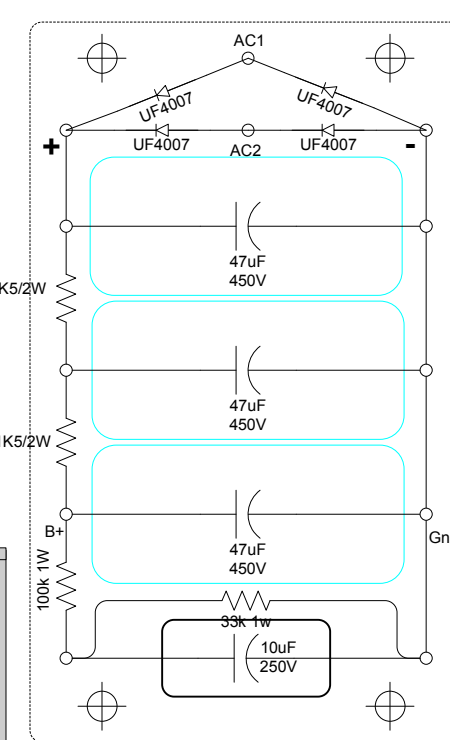 AC1
UF4007
UF4007
+
UF4007
AC2
UF4007
-
47uF
450V
K5/2W
47uF
450V
K5/2W
B+
47uF
450V
Gn
100k 1W
33k 1w
10uF
250V